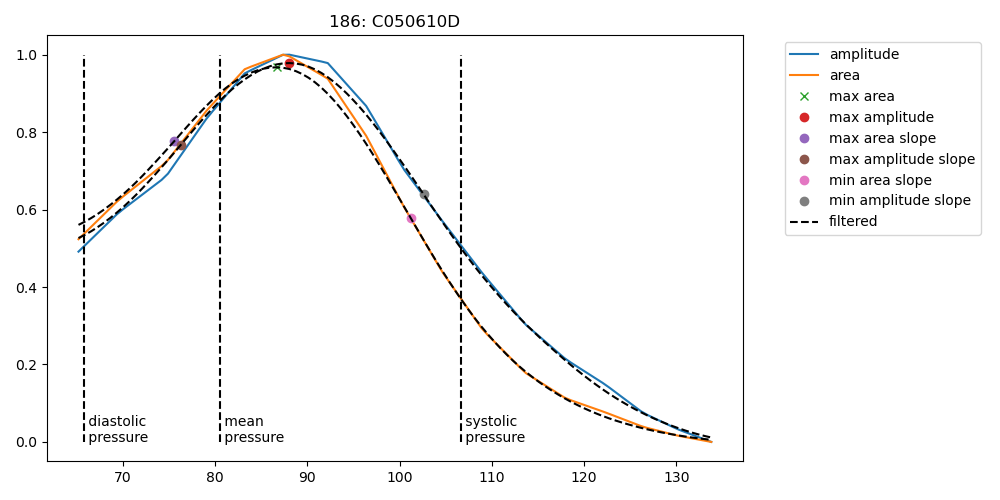 186: C050610D
1.0
0.8
0.6
0.4
0.2
0.0
diastolic
pressure
mean
pressure
systolic
pressure
70
80
90
100
110
120
130
amplitude
area
max area
max amplitude
max area slope
max amplitude slope
min area slope
min amplitude slope
filtered